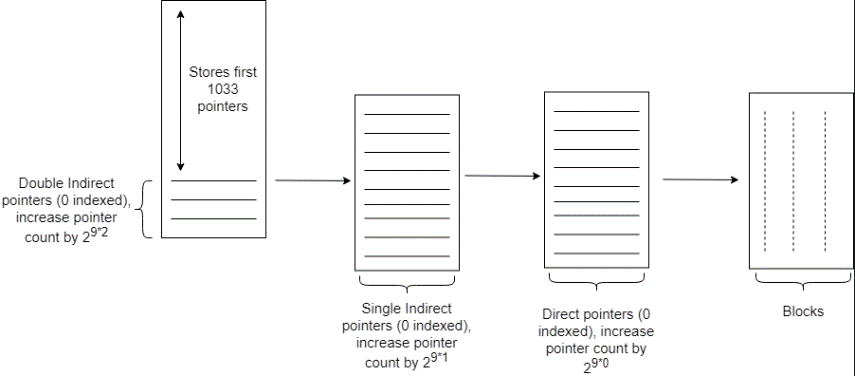 Stores first
1033
pointers
Double Indirect
pointers (0 indexed),
increase pointer
count by 2^9*2
Single Indirect
pointers (0 indexed),
increase pointer
count by 2^9*1
Direct pointers (0
indexed), increase
pointer count by
2^9*0
Blocks